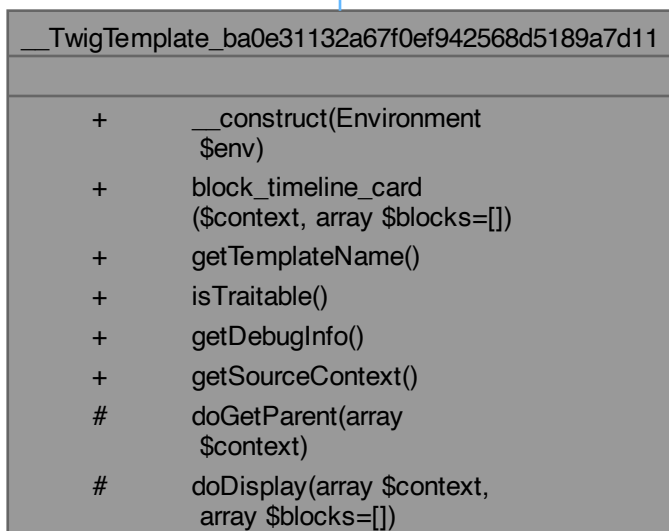 __TwigTemplate_ba0e31132a67f0ef942568d5189a7d11
+ __construct(Environment
$env)
+ block_timeline_card
($context, array $blocks=[])
+ getTemplateName()
+ isTraitable()
+ getDebugInfo()
+ getSourceContext()
# doGetParent(array
$context)
# doDisplay(array $context,
array $blocks=[])